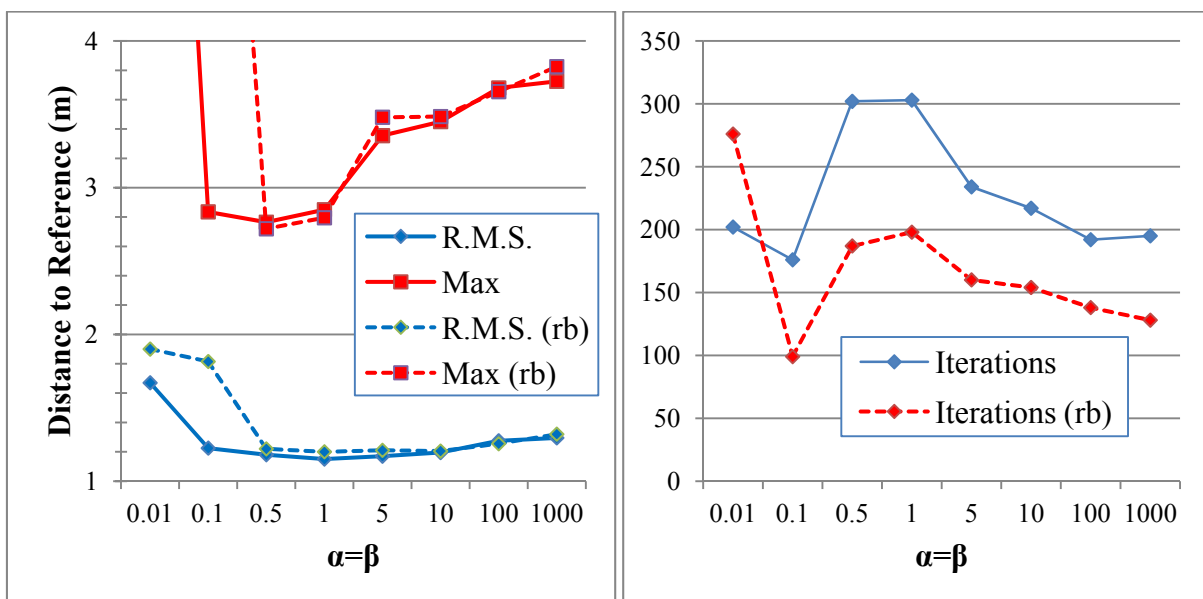 4
3
2
1
Distance to Reference (m)
R.M.S.
Max
R.M.S. (rb)
Max (rb)
0.01 0.1 0.5 1 5 10 100 1000
α=β
350
300
250
200
150
100
50
0
Iterations
Iterations (rb)
0.01 0.1 0.5 1 5 10 100 1000
α=β